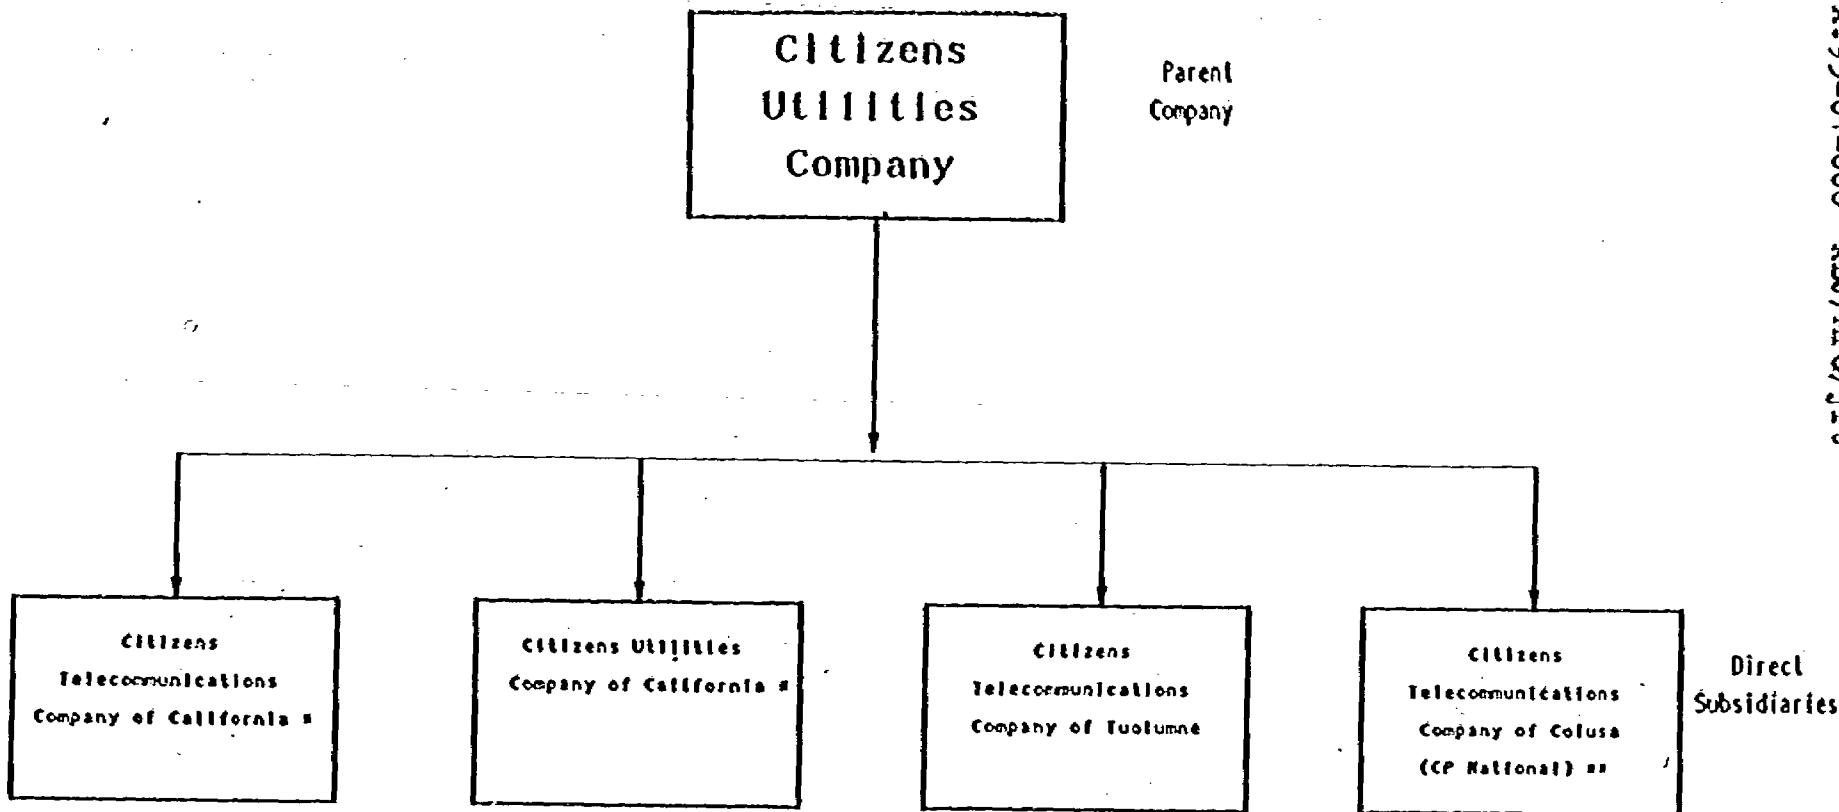 Citizens
Utilities
Company
Parent
Company
Citizens
Telecommunications
Company of California *
Citizens Utilities
Company of California *
Citizens
Telecommunications
Company of Tuolumne
Citizens
Telecommunications
Company of Colusa
(CP National) **
Direct
Subsidiaries